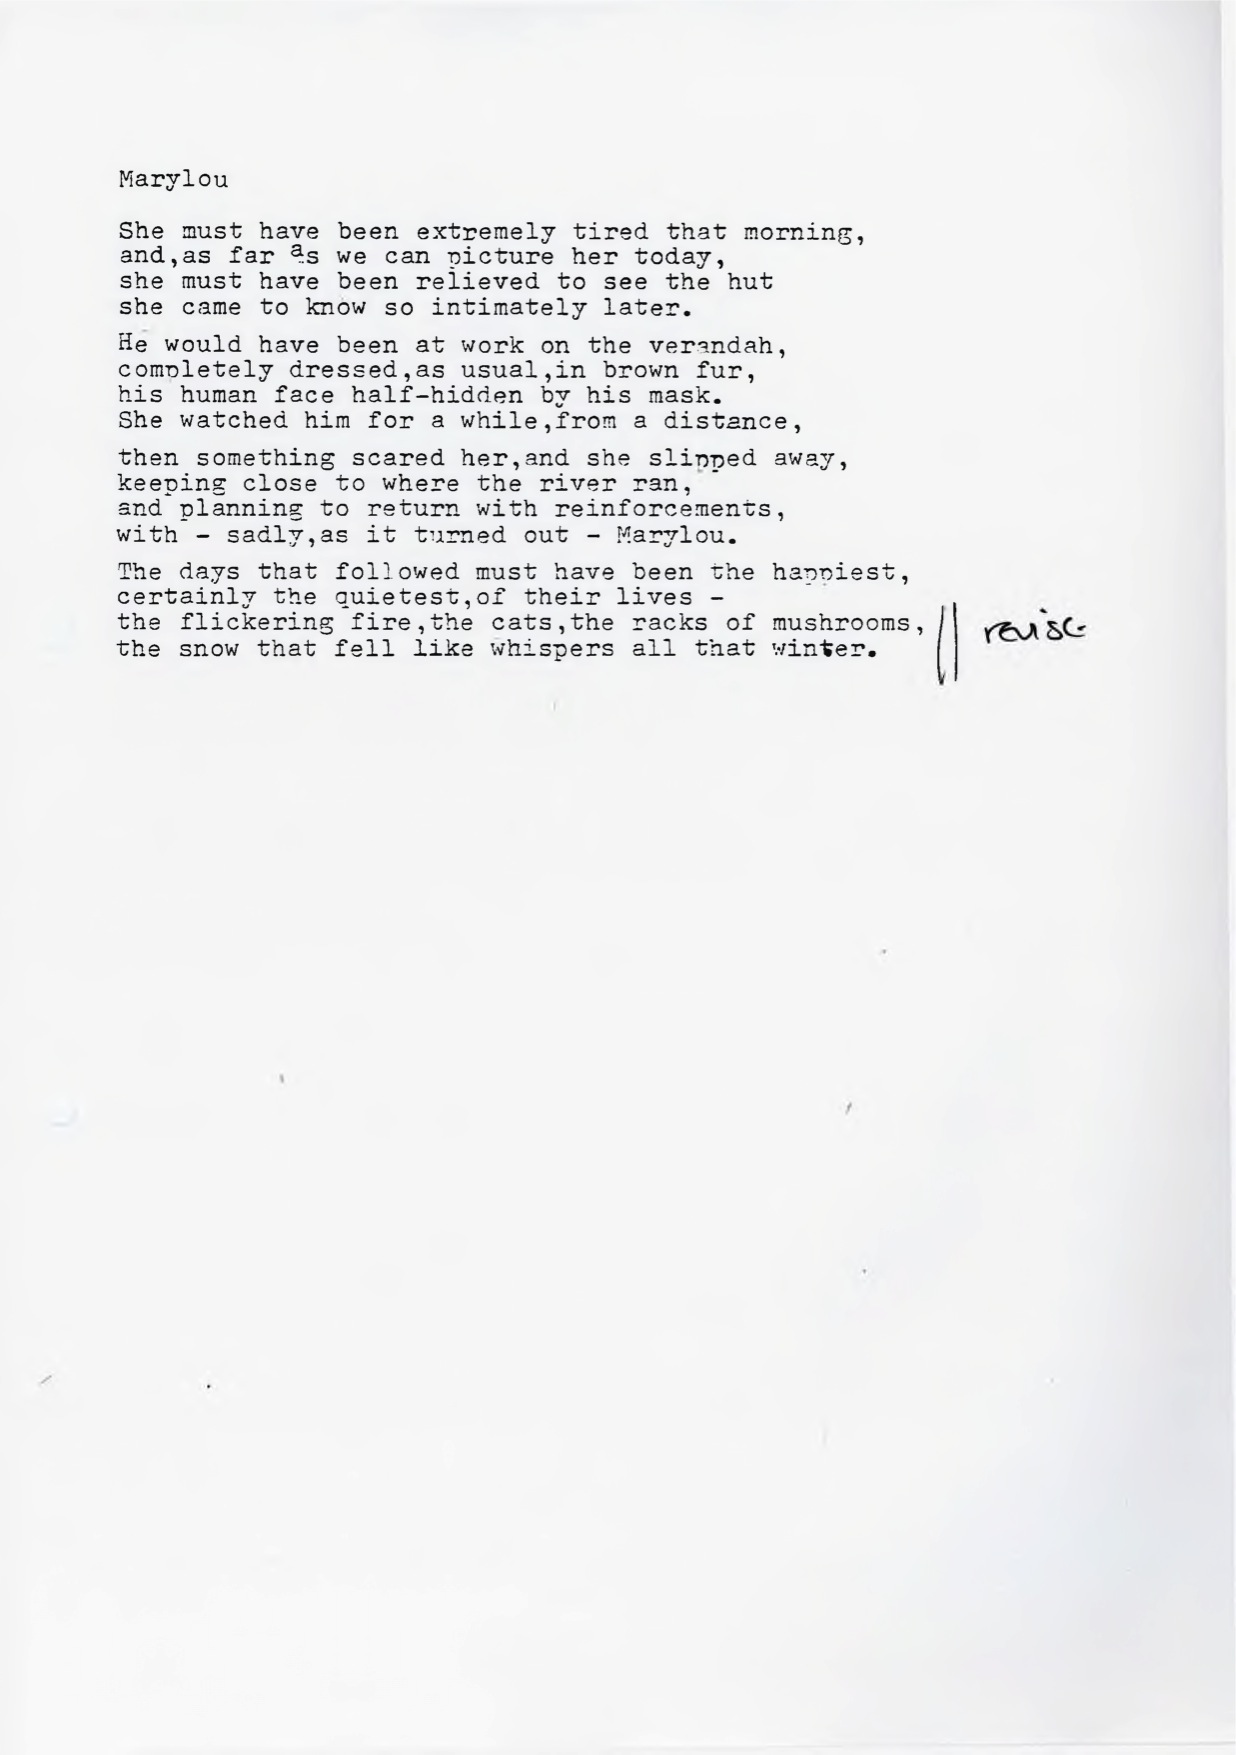 Marylou
She must have been extremely tired that morning,
and,as far as we can picture her today,
she must have been relieved to see the hut
she came to know so intimately later.
He would have been at work on the verandah,
completely dressed,as usual,in brown fur,
his human face half-hidden by his mask.
She watched him for a while,from a distance,
then something scared her,and she slipped away,
keeping close to where the river ran,
and planning to return with reinforcements,
with - sadly,as it turned out - Marylou.
The days that followed must have been the happiest,
certainly the quietest,of their lives -
the flickering fire,the cats,the racks of mushrooms,
revise
the snow that fell like whispers all that winter.